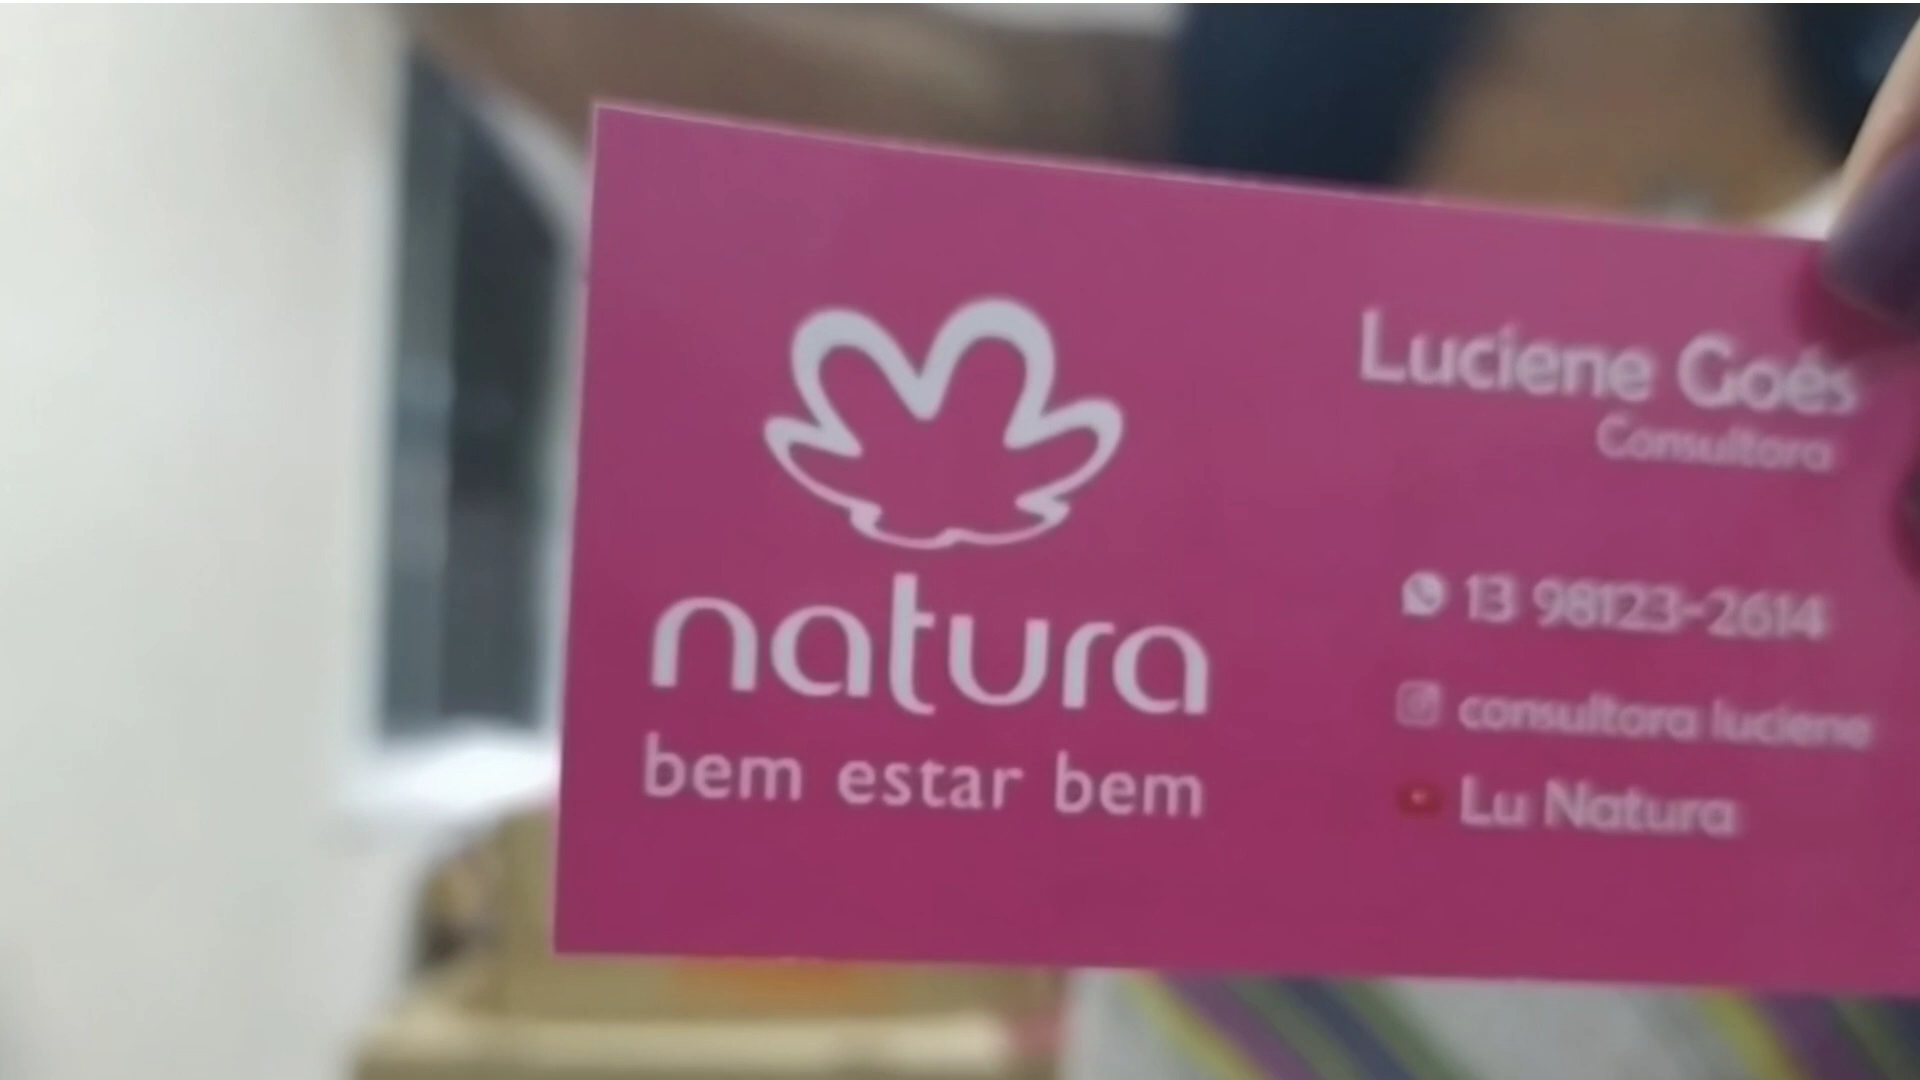 natura
bem estar bem
Luciene Goés
Consultora
13 98123-2614
consultora luciene
Lu Natura